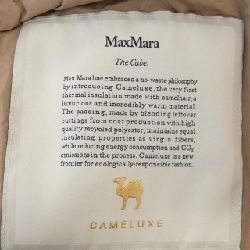 MaxMara
The Cube
Max Mara has embraced a no-waste philosophy
by introducing Cameluxe, the very first
thermal insulation made with camelhair, a
luxurious and incredibly warm material.
The padding, made by blending leftover
cuttings from coat production with high
quality recycled polyester, maintains equal
insulating properties as virgin fibers,
while reducing energy consumption and CO₂
emissions in the process. Cameluxe: the new
frontier for ecologically-responsible fashion.
CAMELUXE